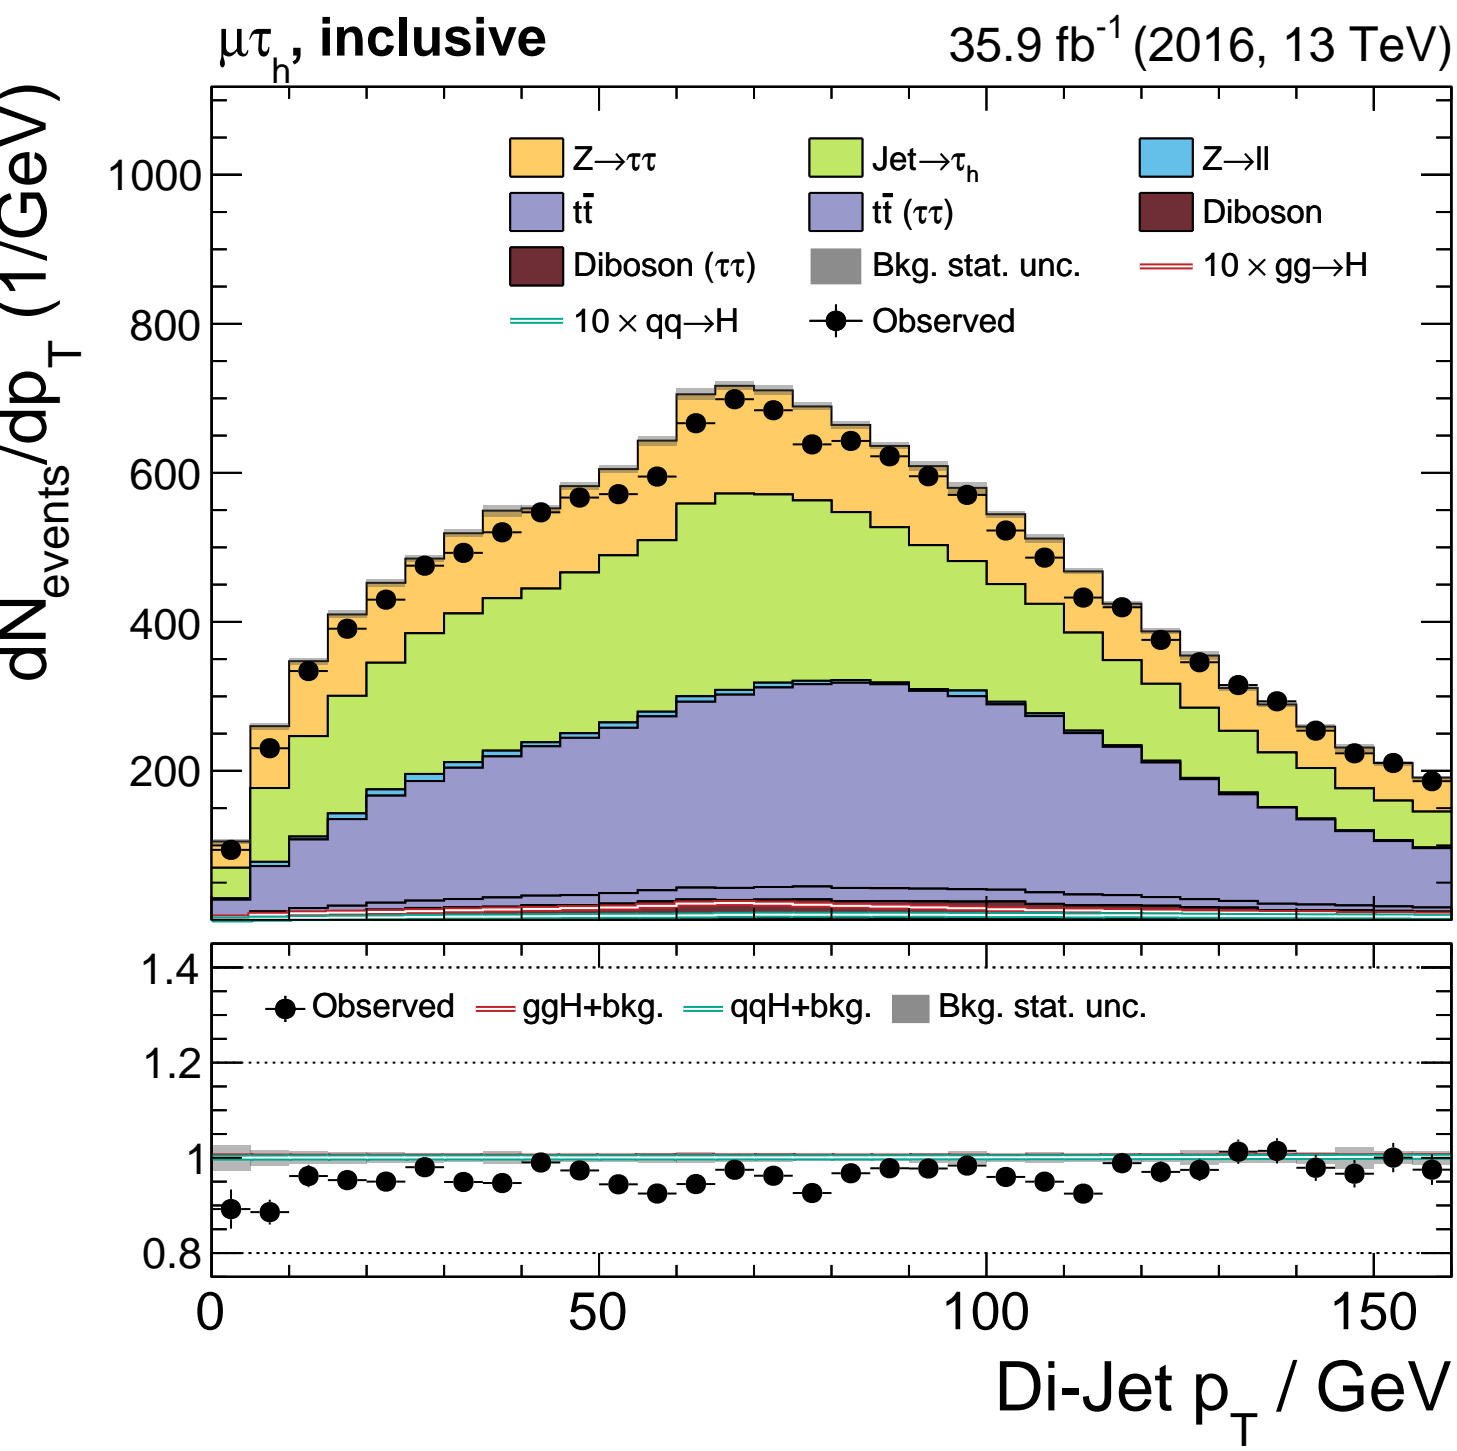 μτh, inclusive 35.9 fb-1 (2016, 13 TeV)
dNevents/dpT (1/GeV)
Z→ττ Jet→τh Z→ll
tt̄ tt̄ (ττ) Diboson
Diboson (ττ) Bkg. stat. unc. 10 × gg→H
10 × qq→H Observed
1000
800
600
400
200
Observed ggH+bkg. qqH+bkg. Bkg. stat. unc.
1.4
1.2
1
0.8
0 50 100 150
Di-Jet pT / GeV